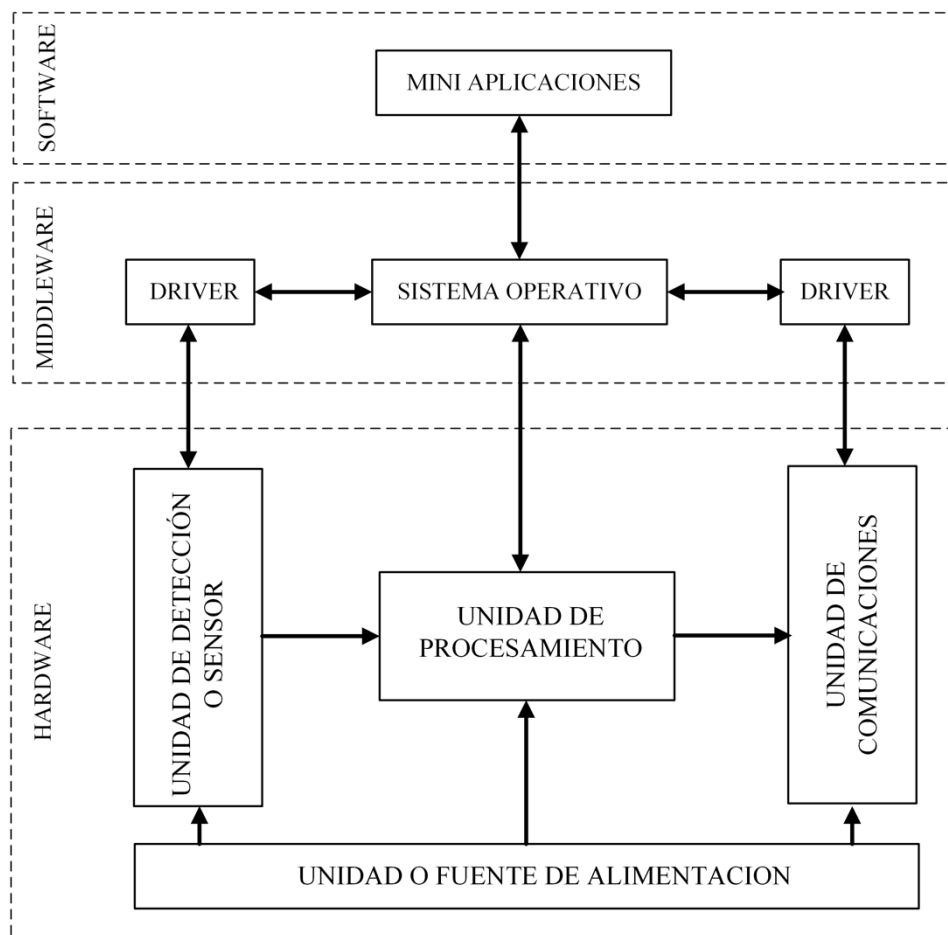 SOFTWARE
MINI APLICACIONES
MIDDLEWARE
DRIVER
SISTEMA OPERATIVO
DRIVER
HARDWARE
UNIDAD DE DETECCIÓN
O SENSOR
UNIDAD DE
PROCESAMIENTO
UNIDAD DE
COMUNICACIONES
UNIDAD O FUENTE DE ALIMENTACION